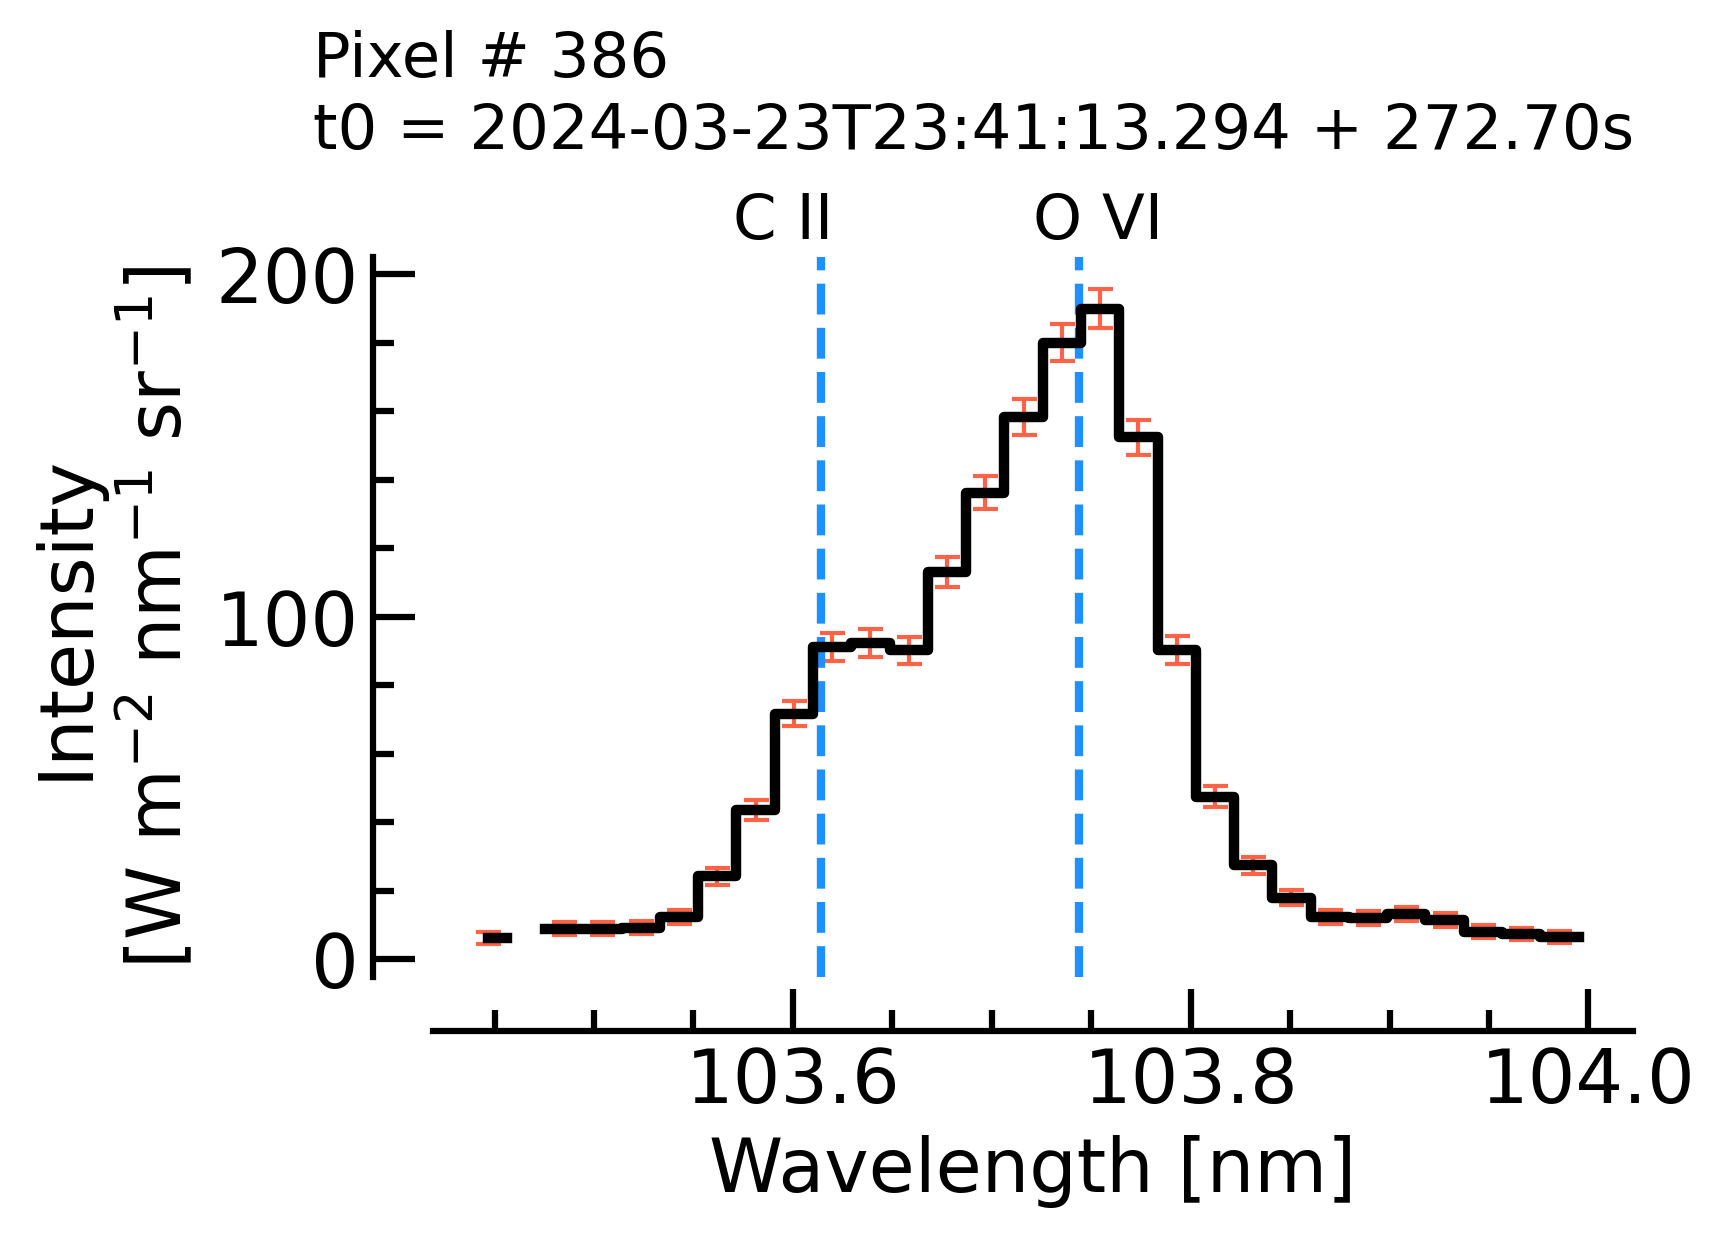 Pixel # 386
t0 = 2024-03-23T23:41:13.294 + 272.70s
C II
O VI
Intensity
[W m⁻² nm⁻¹ sr⁻¹]
200
100
0
103.6
103.8
104.0
Wavelength [nm]